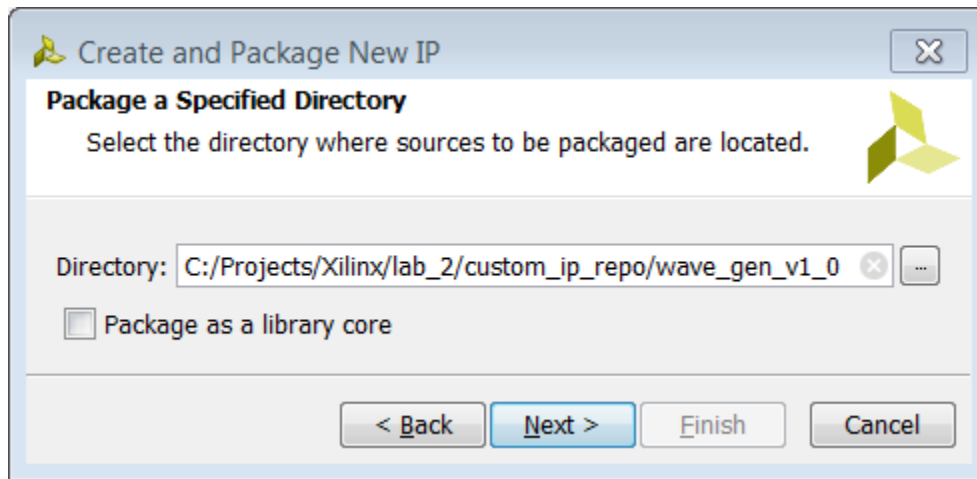 Create and Package New IP
Package a Specified Directory
Select the directory where sources to be packaged are located.
Directory: C:/Projects/Xilinx/lab_2/custom_ip_repo/wave_gen_v1_0 ...
Package as a library core
< Back Next > Finish Cancel